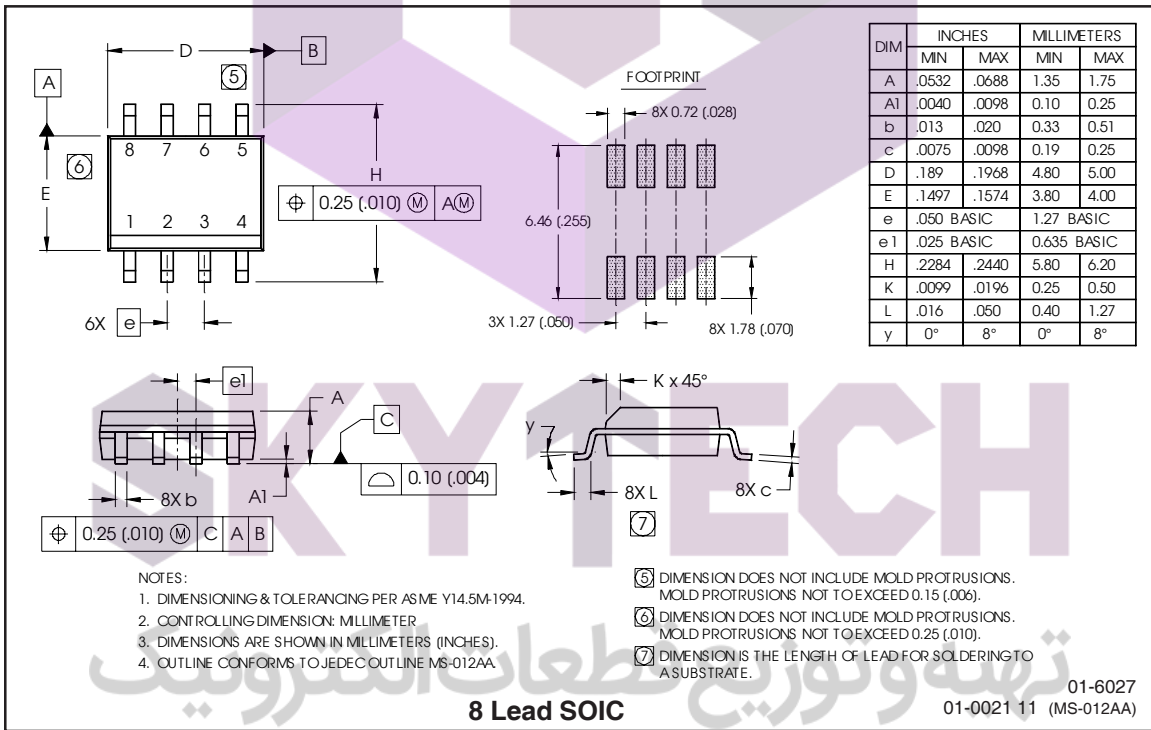 D
B
5
A
8 7 6 5
6
E
H
⌖ 0.25 (.010) Ⓜ AⓂ
1 2 3 4
6X e
FOOTPRINT
8X 0.72 (.028)
6.46 (.255)
3X 1.27 (.050)
8X 1.78 (.070)
DIM INCHES MILLIMETERS
MIN MAX MIN MAX
A .0532 .0688 1.35 1.75
A1 .0040 .0098 0.10 0.25
b .013 .020 0.33 0.51
c .0075 .0098 0.19 0.25
D .189 .1968 4.80 5.00
E .1497 .1574 3.80 4.00
e .050 BASIC 1.27 BASIC
e1 .025 BASIC 0.635 BASIC
H .2284 .2440 5.80 6.20
K .0099 .0196 0.25 0.50
L .016 .050 0.40 1.27
y 0° 8° 0° 8°
e1
A
C
⌓ 0.10 (.004)
8X b
A1
⌖ 0.25 (.010) Ⓜ C A B
K x 45°
y
8X L
8X c
7
SKYTECH
NOTES:
1. DIMENSIONING & TOLERANCING PER ASME Y14.5M-1994.
2. CONTROLLING DIMENSION: MILLIMETER
3. DIMENSIONS ARE SHOWN IN MILLIMETERS (INCHES).
4. OUTLINE CONFORMS TO JEDEC OUTLINE MS-012AA.
5 DIMENSION DOES NOT INCLUDE MOLD PROTRUSIONS.
MOLD PROTRUSIONS NOT TO EXCEED 0.15 (.006).
6 DIMENSION DOES NOT INCLUDE MOLD PROTRUSIONS.
MOLD PROTRUSIONS NOT TO EXCEED 0.25 (.010).
7 DIMENSION IS THE LENGTH OF LEAD FOR SOLDERING TO
A SUBSTRATE.
تهیه و توزیع قطعات الکترونیک
8 Lead SOIC
01-6027
01-0021 11 (MS-012AA)